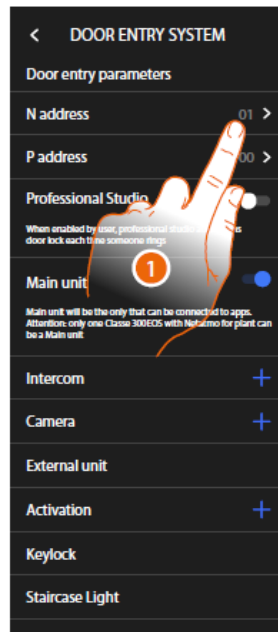 < DOOR ENTRY SYSTEM
Door entry parameters
N address 01 >
P address 00 >
Professional Studio
When enabled by user, professional
door lock each time someone rings
Main unit
1
Main unit will be the only that can be connected to apps.
Attention: only one Classe 300EOS with Netatmo for plant can
be a Main unit
Intercom +
Camera +
External unit
Activation +
Keylock
Staircase Light